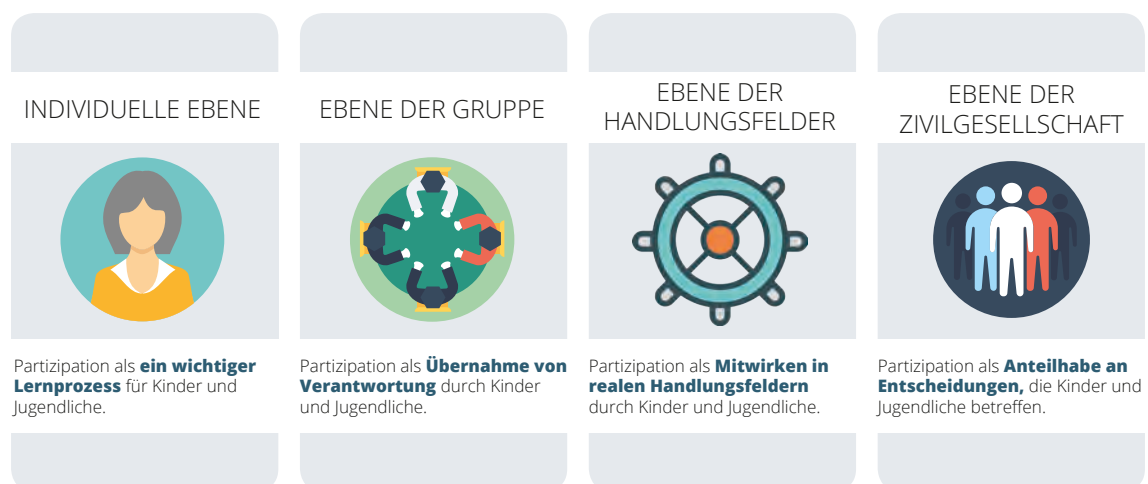 INDIVIDUELLE EBENE
Partizipation als ein wichtiger
Lernprozess für Kinder und
Jugendliche.
EBENE DER GRUPPE
Partizipation als Übernahme von
Verantwortung durch Kinder
und Jugendliche.
EBENE DER
HANDLUNGSFELDER
Partizipation als Mitwirken in
realen Handlungsfeldern
durch Kinder und Jugendliche.
EBENE DER
ZIVILGESELLSCHAFT
Partizipation als Anteilhabe an
Entscheidungen, die Kinder und
Jugendliche betreffen.